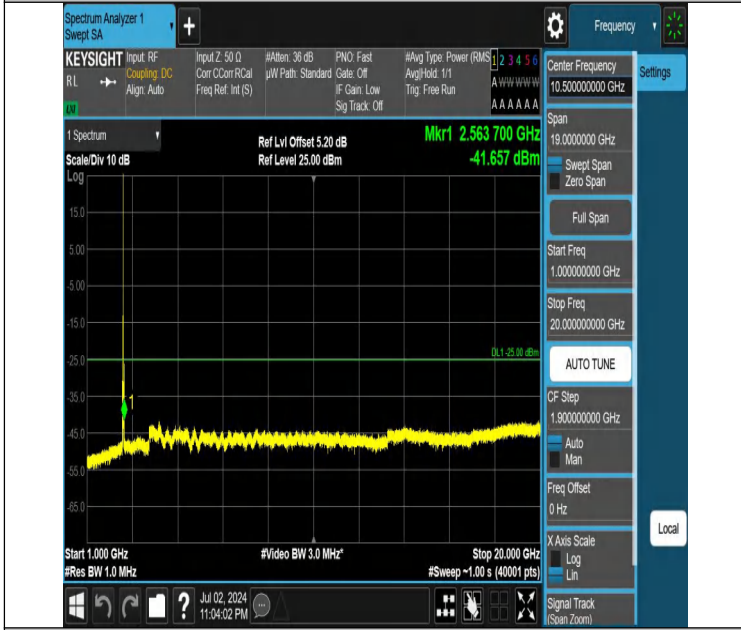 Spectrum Analyzer 1
Swept SA
+
Frequency
KEYSIGHT
RL
Input: RF
Coupling: DC
Align: Auto
Input Z: 50 Ω
Corr CCorr RCal
Freq Ref: Int (S)
#Atten: 36 dB
µW Path: Standard
PNO: Fast
Gate: Off
IF Gain: Low
Sig Track: Off
#Avg Type: Power (RMS
Avg|Hold: 1/1
Trig: Free Run
1 2 3 4 5 6
A W W W W W
A A A A A A
1 Spectrum
Scale/Div 10 dB
Log
Ref Lvl Offset 5.20 dB
Ref Level 25.00 dBm
Mkr1 2.563 700 GHz
-41.657 dBm
15.0
5.00
-5.00
-15.0
-25.0
-35.0
-45.0
-55.0
-65.0
DL1 -25.00 dBm
1
Start 1.000 GHz
#Res BW 1.0 MHz
#Video BW 3.0 MHz*
Stop 20.000 GHz
#Sweep ~1.00 s (40001 pts)
Jul 02, 2024
11:04:02 PM
?
Center Frequency
10.500000000 GHz
Settings
Span
19.0000000 GHz
Swept Span
Zero Span
Full Span
Start Freq
1.000000000 GHz
Stop Freq
20.000000000 GHz
AUTO TUNE
CF Step
1.900000000 GHz
Auto
Man
Freq Offset
0 Hz
X Axis Scale
Log
Lin
Local
Signal Track
(Span Zoom)